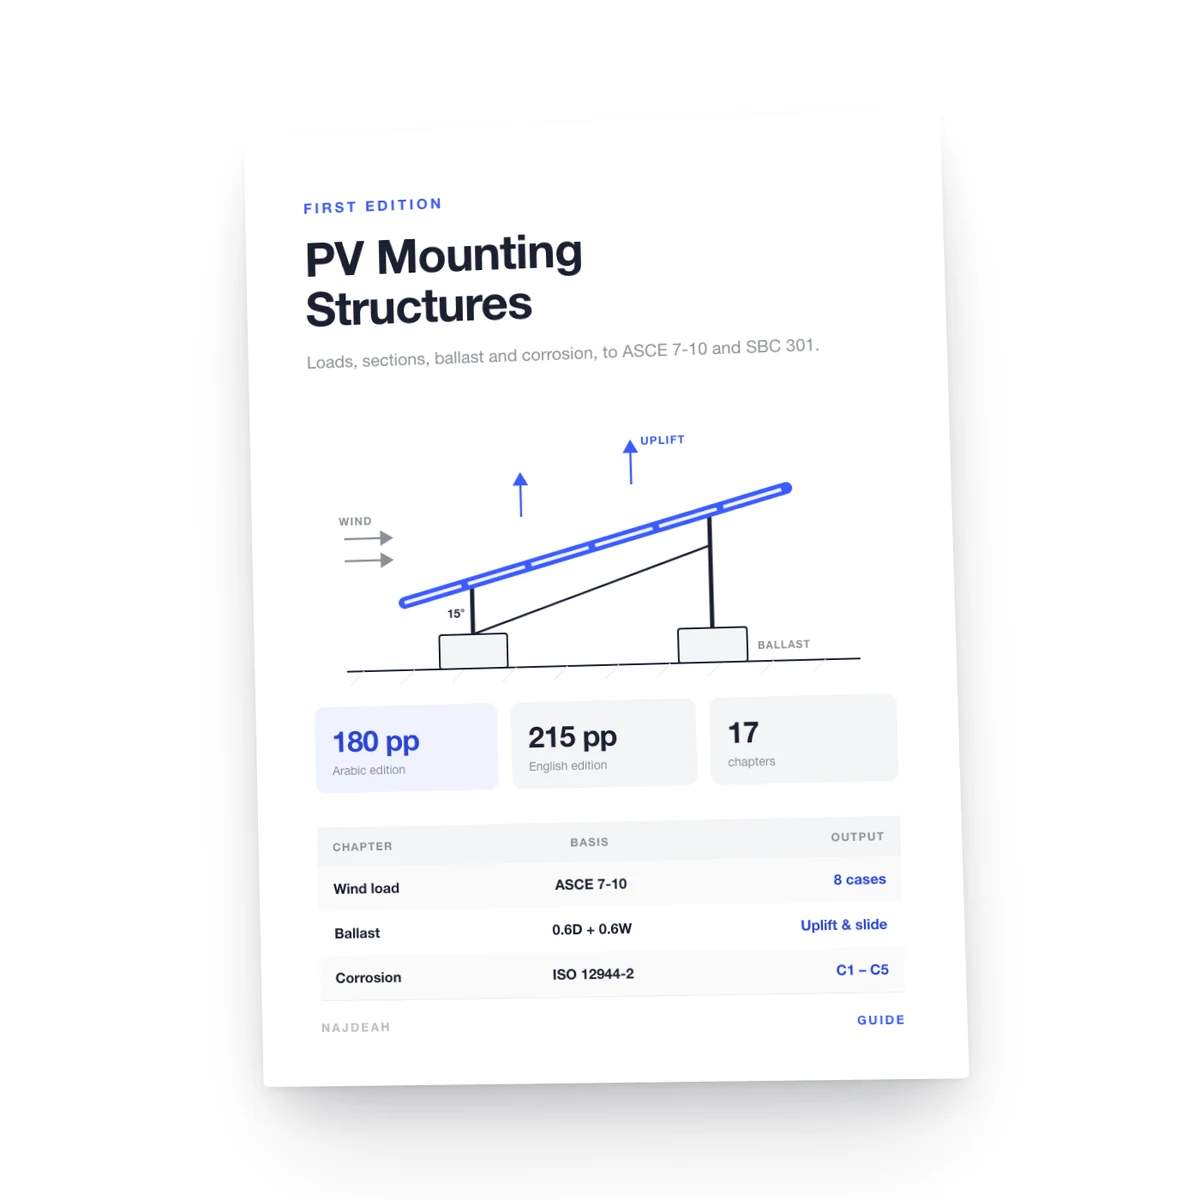 FIRST EDITION
PV Mounting
Structures
Loads, sections, ballast and corrosion, to ASCE 7-10 and SBC 301.
UPLIFT
WIND
15°
BALLAST
180 pp
Arabic edition
215 pp
English edition
17
chapters
CHAPTER BASIS OUTPUT
Wind load ASCE 7-10 8 cases
Ballast 0.6D + 0.6W Uplift & slide
Corrosion ISO 12944-2 C1 – C5
NAJDEAH GUIDE